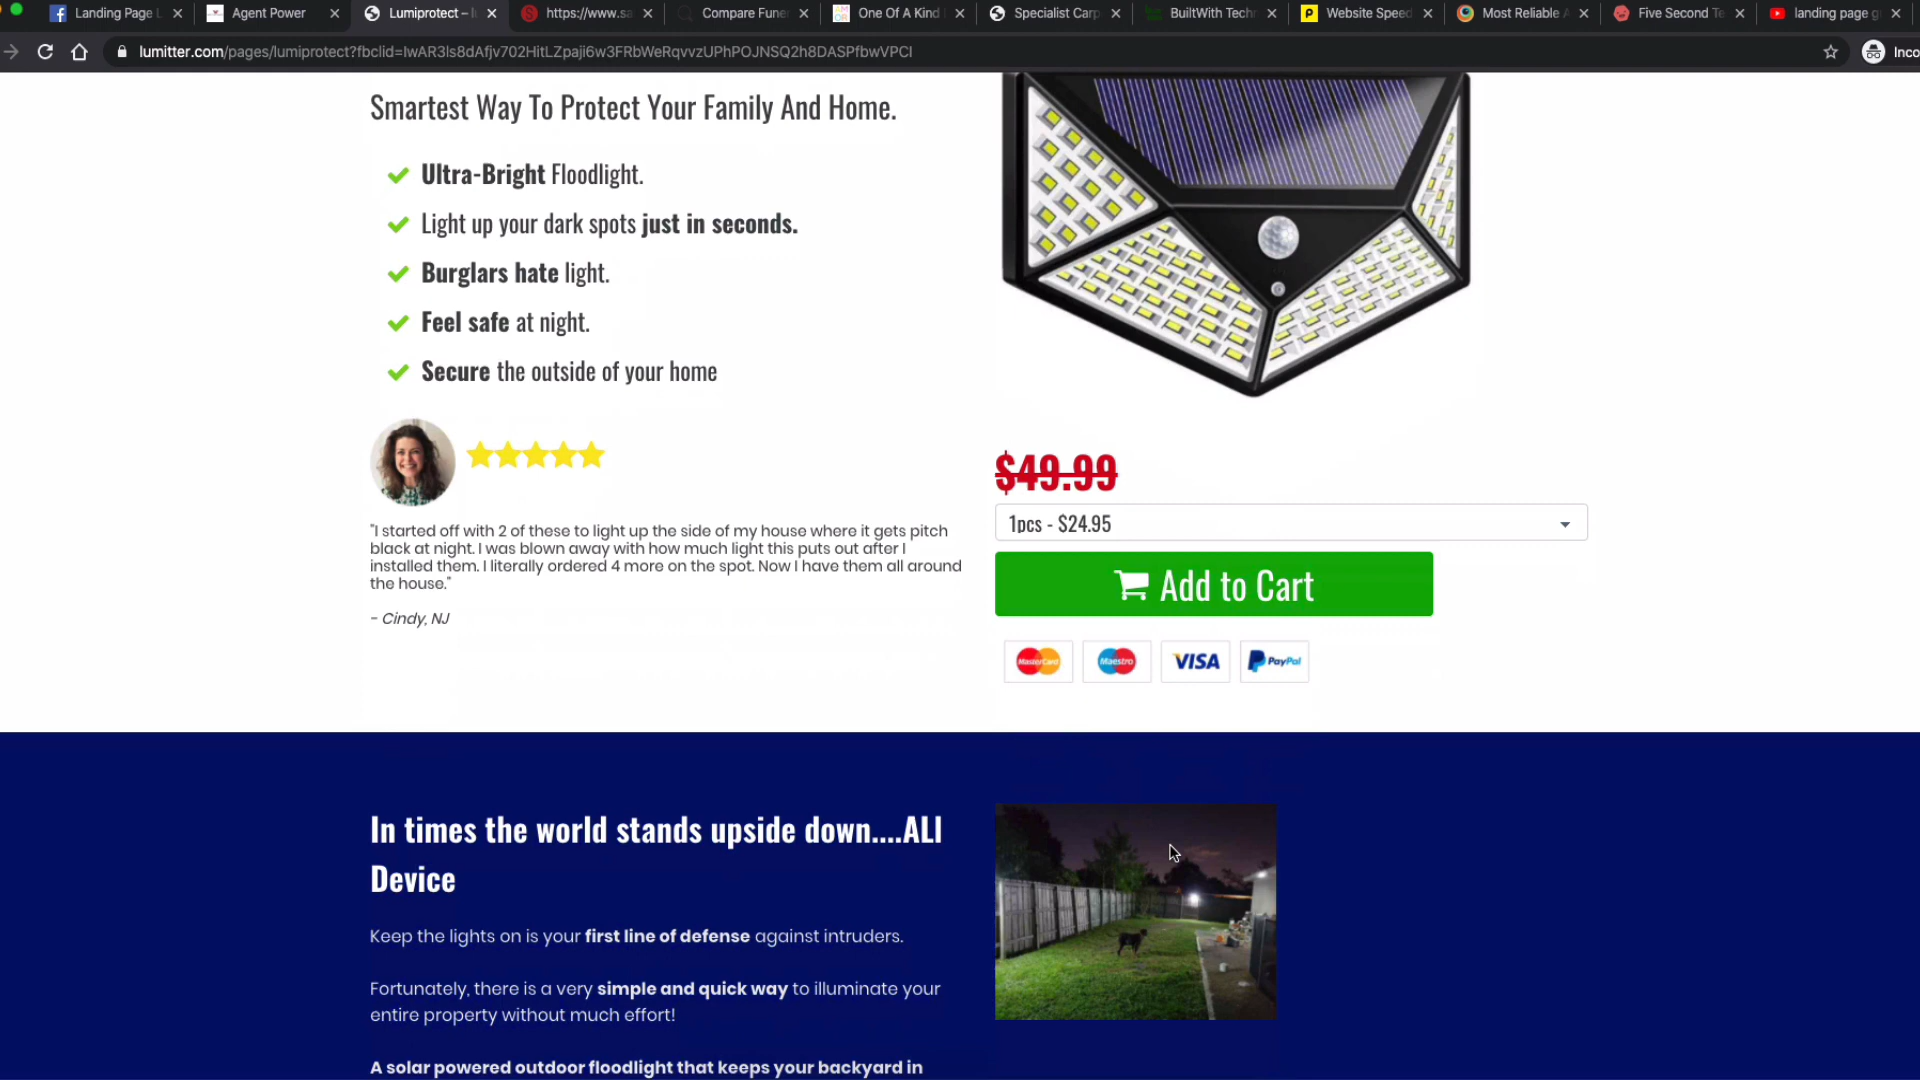 Landing Page L
Agent Power
Lumiprotect – l
https://www.sa
Compare Fune
One Of A Kind
Specialist Carp
BuiltWith Tech
Website Speed
Most Reliable A
Five Second Te
landing page g
lumitter.com/pages/lumiprotect?fbclid=IwAR3ls8dAfjv702HitLZpaji6w3FRbWeRqvvzUPhPOJNSQ2h8DASPfbwVPCI
Inco
Smartest Way To Protect Your Family And Home.
Ultra-Bright Floodlight.
Light up your dark spots just in seconds.
Burglars hate light.
Feel safe at night.
Secure the outside of your home
"I started off with 2 of these to light up the side of my house where it gets pitch
black at night. I was blown away with how much light this puts out after I
installed them. I literally ordered 4 more on the spot. Now I have them all around
the house."
- Cindy, NJ
$49.99
1pcs - $24.95
Add to Cart
MasterCard
Maestro
VISA
PayPal
In times the world stands upside down....ALI
Device
Keep the lights on is your first line of defense against intruders.
Fortunately, there is a very simple and quick way to illuminate your
entire property without much effort!
A solar powered outdoor floodlight that keeps your backyard in